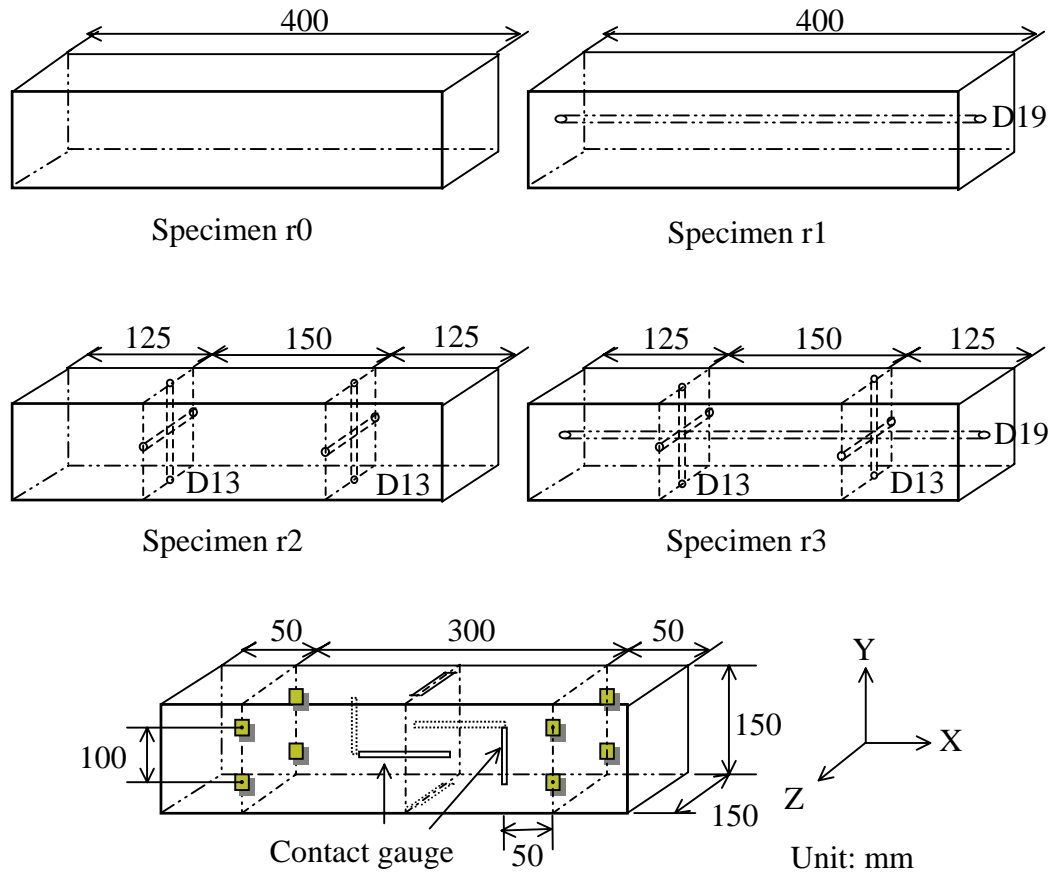 400
400
D19
Specimen r0
Specimen r1
125 150 125
125 150 125
D13 D13
D13 D13
D19
Specimen r2
Specimen r3
50 300 50
100
150
150
Y
X
Z
Contact gauge
50
Unit: mm